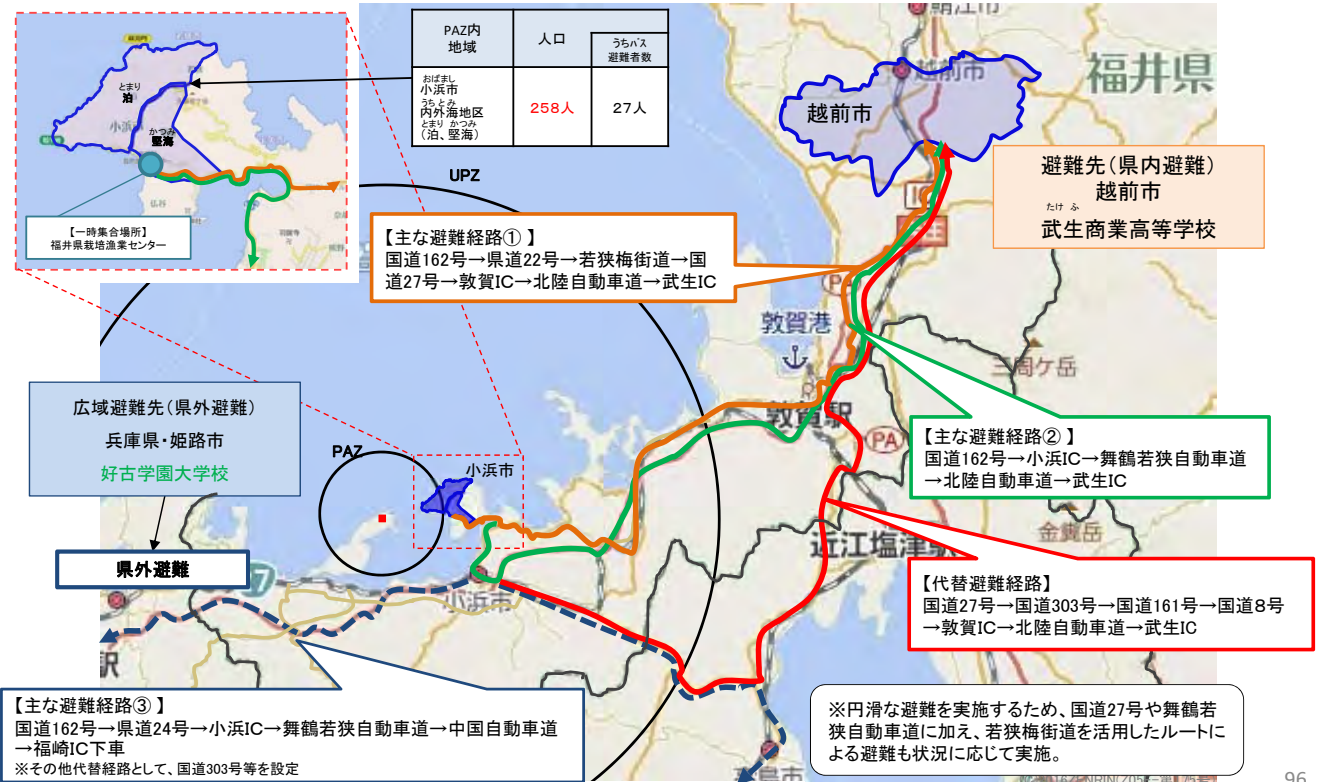 PAZ内
地域
人口
うちバス
避難者数
おばまし
小浜市
うちとみ
内外海地区
とまり かつみ
(泊、堅海)
258人
27人
とまり
泊
かつみ
堅海
【一時集合場所】
福井県栽培漁業センター
UPZ
PAZ
越前市
越前市
福井県
避難先(県内避難)
越前市
たけ ふ
武生商業高等学校
【主な避難経路①】
国道162号→県道22号→若狭梅街道→国
道27号→敦賀IC→北陸自動車道→武生IC
敦賀港
三周ケ岳
敦賀駅
PA
【主な避難経路②】
国道162号→小浜IC→舞鶴若狭自動車道
→北陸自動車道→武生IC
広域避難先(県外避難)
兵庫県・姫路市
好古学園大学校
県外避難
小浜市
小浜市
金糞岳
近江塩津駅
【代替避難経路】
国道27号→国道303号→国道161号→国道8号
→敦賀IC→北陸自動車道→武生IC
駅
【主な避難経路③】
国道162号→県道24号→小浜IC→舞鶴若狭自動車道→中国自動車道
→福崎IC下車
※その他代替経路として、国道303号等を設定
※円滑な避難を実施するため、国道27号や舞鶴若
狭自動車道に加え、若狭梅街道を活用したルートに
よる避難も状況に応じて実施。
96